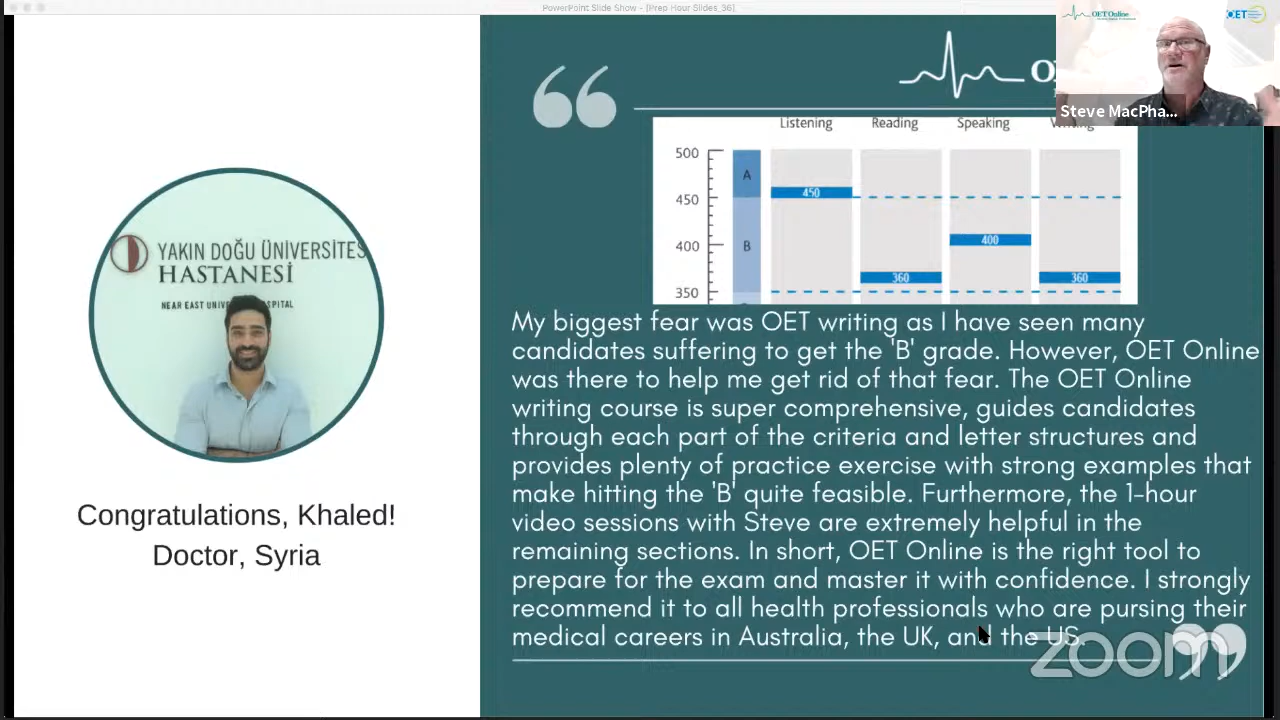 PowerPoint Slide Show - [Prep Hour Slides_36]
OET Online
OET
Steve MacPha...
Listening Reading Speaking Writing
500
A
450
450
400
B
400
360
360
350
YAKIN DOĞU ÜNİVERSİTES
HASTANESİ
NEAR EAST UNIV HOSPITAL
Congratulations, Khaled!
Doctor, Syria
My biggest fear was OET writing as I have seen many
candidates suffering to get the 'B' grade. However, OET Online
was there to help me get rid of that fear. The OET Online
writing course is super comprehensive, guides candidates
through each part of the criteria and letter structures and
provides plenty of practice exercise with strong examples that
make hitting the 'B' quite feasible. Furthermore, the 1-hour
video sessions with Steve are extremely helpful in the
remaining sections. In short, OET Online is the right tool to
prepare for the exam and master it with confidence. I strongly
recommend it to all health professionals who are pursing their
medical careers in Australia, the UK, and the US.
zoom